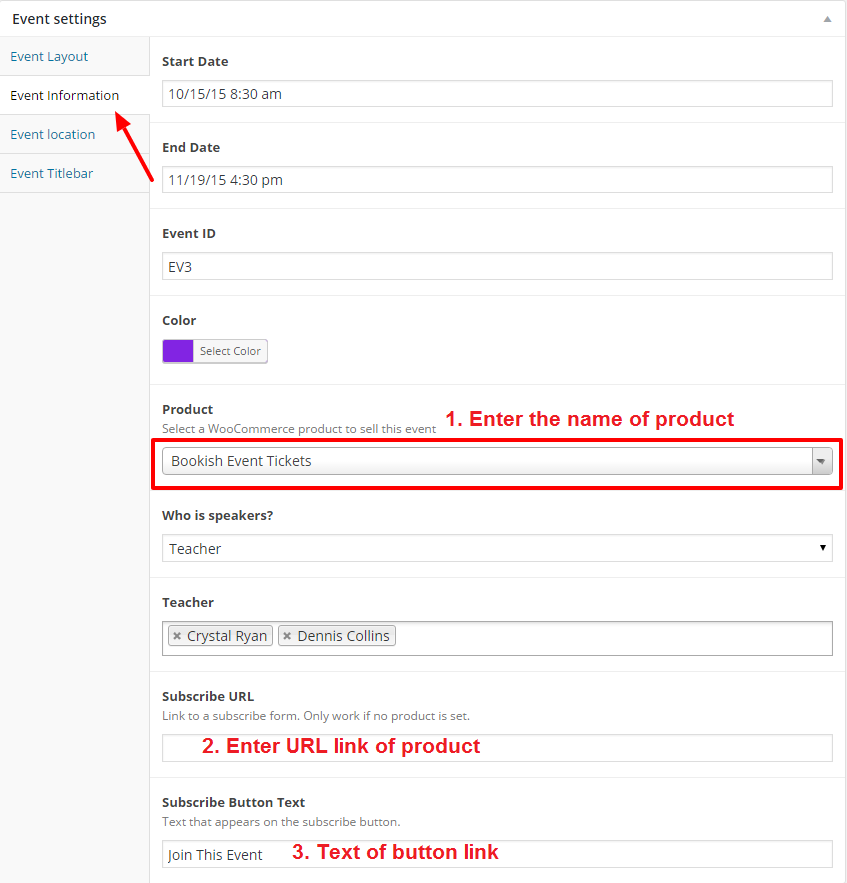 Event settings
Event Layout
Event Information
Event location
Event Titlebar
Start Date
10/15/15 8:30 am
End Date
11/19/15 4:30 pm
Event ID
EV3
Color
Select Color
Product
Select a WooCommerce product to sell this event
1. Enter the name of product
Bookish Event Tickets
Who is speakers?
Teacher
Teacher
× Crystal Ryan × Dennis Collins
Subscribe URL
Link to a subscribe form. Only work if no product is set.
2. Enter URL link of product
Subscribe Button Text
Text that appears on the subscribe button.
Join This Event 3. Text of button link